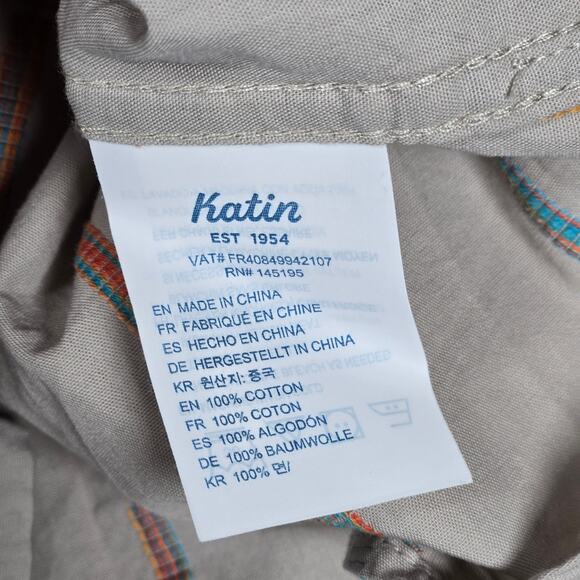 Katin
EST 1954
VAT# FR40849942107
RN# 145195
EN MADE IN CHINA
FR FABRIQUÉ EN CHINE
ES HECHO EN CHINA
DE HERGESTELLT IN CHINA
KR 원산지: 중국
EN 100% COTTON
FR 100% COTON
ES 100% ALGODÓN
DE 100% BAUMWOLLE
KR 100% 면/